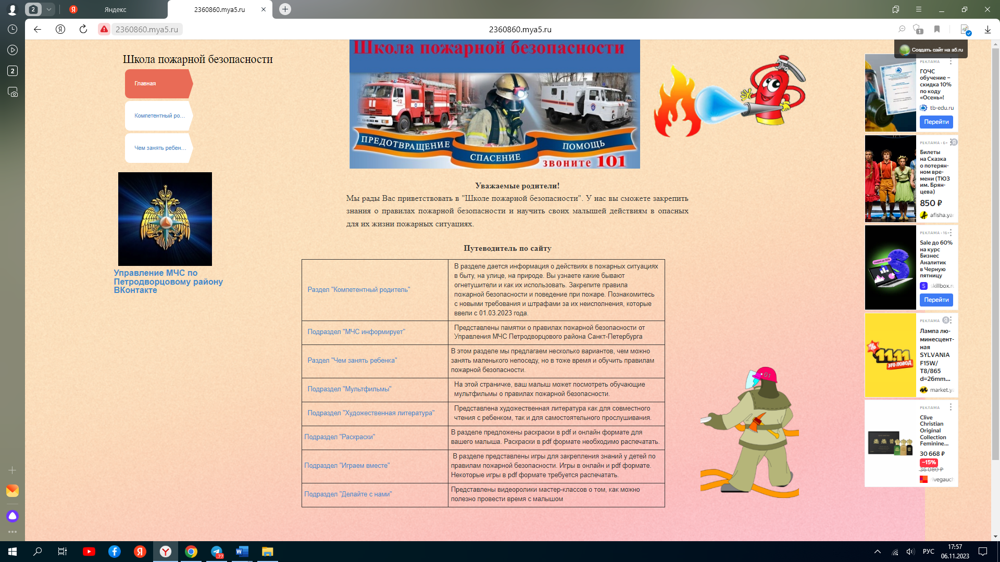 2
Яндекс
2360860.mya5.ru
2360860.mya5.ru
2360860.mya5.ru
1
2
Школа пожарной безопасности
Главная
Компетентный ро...
Чем занять ребен...
Управление МЧС по
Петродворцовому району
ВКонтакте
Школа пожарной безопасности
12
ПРЕДОТВРАЩЕНИЕ
СПАСЕНИЕ
ПОМОЩЬ
звоните 101
Уважаемые родители!
Мы рады Вас приветствовать в "Школе пожарной безопасности". У нас вы сможете закрепить
знания о правилах пожарной безопасности и научить своих малышей действиям в опасных
для их жизни пожарных ситуациях.
Путеводитель по сайту
Раздел "Компетентный родитель"
В разделе дается информация о действиях в пожарных ситуациях
в быту, на улице, на природе. Вы узнаете какие бывают
огнетушители и как их использовать. Закрепите правила
пожарной безопасности и поведение при пожаре. Познакомитесь
с новыми требования и штрафами за их неисполнения, которые
ввели с 01.03.2023 года.
Подраздел "МЧС информирует"
Представлены памятки о правилах пожарной безопасности от
Управления МЧС Петродворцового района Санкт-Петербурга
Раздел "Чем занять ребенка"
В этом разделе мы предлагаем несколько вариантов, чем можно
занять маленького непоседу, но в тоже время и обучить правилам
пожарной безопасности.
Подраздел "Мультфильмы"
На этой страничке, ваш малыш может посмотреть обучающие
мультфильмы о правилах пожарной безопасности.
Подраздел "Художественная литература"
Представлена художественная литература как для совместного
чтения с ребенком, так и для самостоятельного прослушивания.
Подраздел "Раскраски"
В разделе предложены раскраски в pdf и онлайн формате для
вашего малыша. Раскраски в pdf формате необходимо распечатать.
Подраздел "Играем вместе"
В разделе представлены игры для закрепления знаний у детей по
правилам пожарной безопасности. Игры в онлайн и pdf формате.
Некоторые игры в pdf формате требуется распечатать.
Подраздел "Делайте с нами"
Представлены видеоролики мастер-классов о том, как можно
полезно провести время с малышом
01
Создать сайт на a5.ru
РЕКЛАМА
ГОЧС
обучение –
скидка 10%
по коду
«Осень»!
tb-edu.ru
Перейти
РЕКЛАМА • 6+
Билеты
на Сказка
о потерян-
ном вре-
мени (ТЮЗ
им. Брян-
цева)
850 ₽
afisha.ya
РЕКЛАМА • 16+
Sale до 60%
на курс
Бизнес
Аналитик
в Черную
пятницу
skillbox.ru
Перейти
РЕКЛАМА
%
11.11
ЭТО ПОВОД
Лампа лю-
минесцент-
ная
SYLVANIA
F15W/
T8/865
d=26mm...
market.ya
РЕКЛАМА
Clive
Christian
Original
Collection
Feminine...
30 668 ₽
−15%
36 080 ₽
rivegauch
77
РУС
17:57
06.11.2023